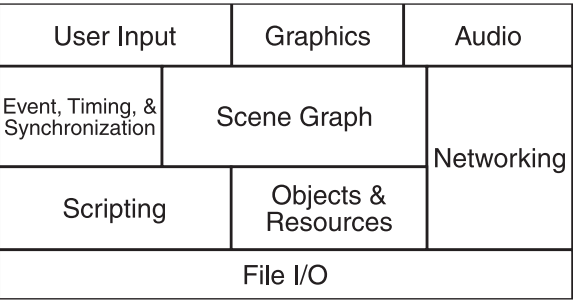 User Input
Graphics
Audio
Event, Timing, &
Synchronization
Scene Graph
Networking
Scripting
Objects &
Resources
File I/O